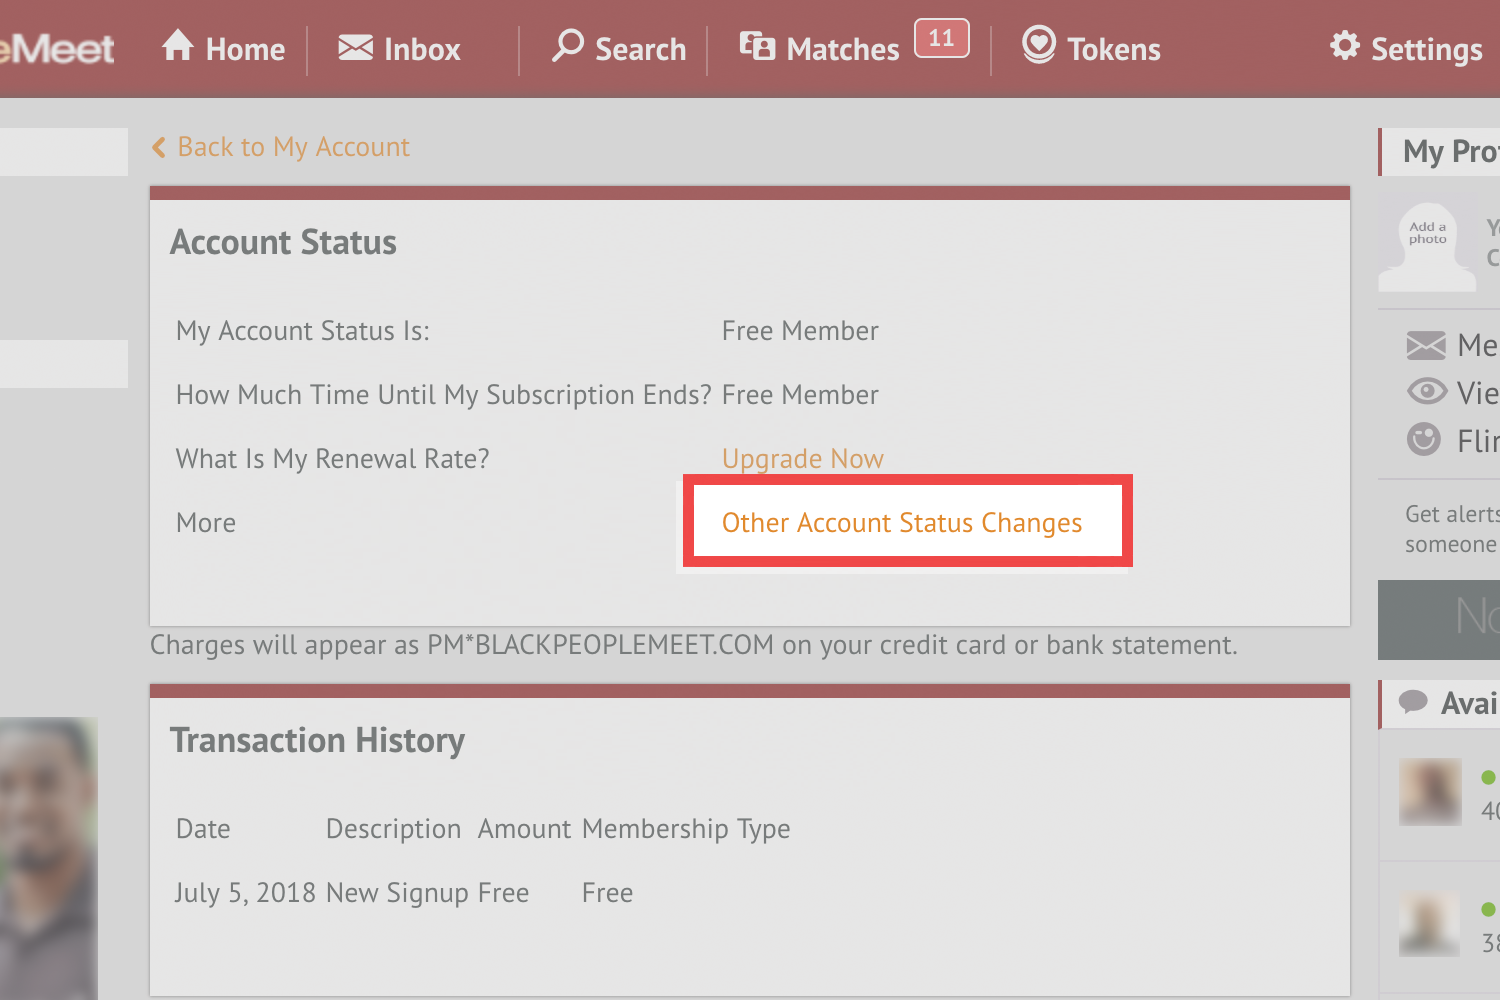 eMeet Home Inbox Search Matches 11 Tokens Settings
Back to My Account
Account Status
My Account Status Is: Free Member
How Much Time Until My Subscription Ends? Free Member
What Is My Renewal Rate? Upgrade Now
More Other Account Status Changes
Charges will appear as PM*BLACKPEOPLEMEET.COM on your credit card or bank statement.
Transaction History
Date Description Amount Membership Type
July 5, 2018 New Signup Free Free
My Pro
Add a
photo
Me
Vie
Get alerts
someone
No
Avai
40
38